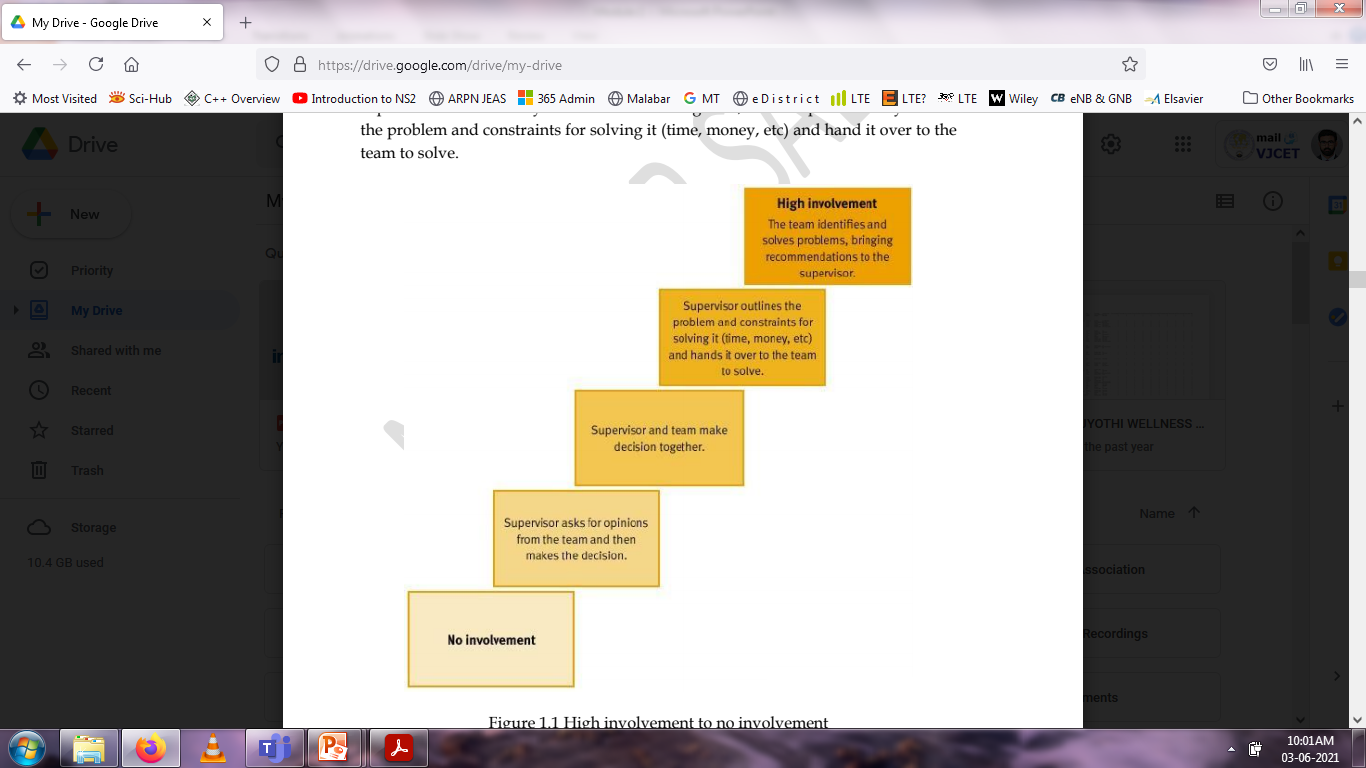 My Drive - Google Drive
https://drive.google.com/drive/my-drive
Most Visited Sci-Hub C++ Overview Introduction to NS2 ARPN JEAS 365 Admin Malabar MT e D i s t r i c t LTE LTE? LTE Wiley eNB & GNB Elsavier Other Bookmarks
Drive
mail
VJCET
New
Priority
My Drive
Shared with me
Recent
Starred
Trash
Storage
10.4 GB used
the problem and constraints for solving it (time, money, etc) and hand it over to the
team to solve.
High involvement
The team identifies and
solves problems, bringing
recommendations to the
supervisor.
Supervisor outlines the
problem and constraints for
solving it (time, money, etc)
and hands it over to the team
to solve.
Supervisor and team make
decision together.
Supervisor asks for opinions
from the team and then
makes the decision.
No involvement
Figure 1.1 High involvement to no involvement
WELLNESS ...
the past year
Name
Recordings
10:01AM
03-06-2021